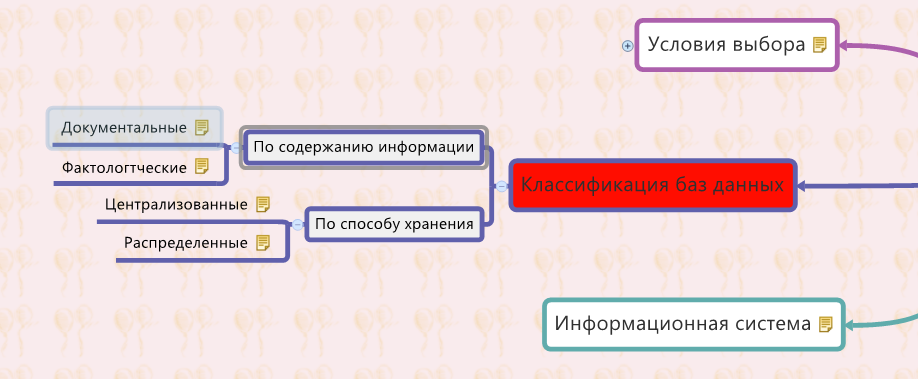 Условия выбора
Документальные
По содержанию информации
Фактологтческие
Классификация баз данных
Централизованные
По способу хранения
Распределенные
Информационная система